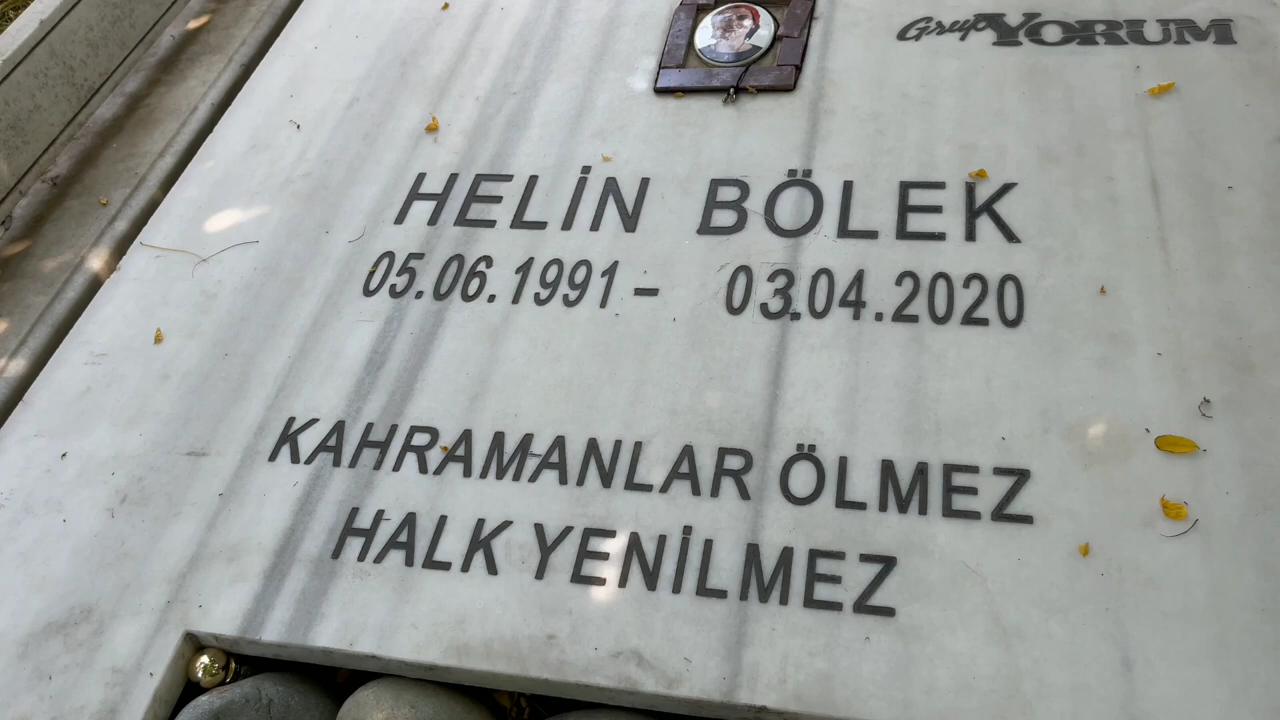 Grup YORUM
HELİN BÖLEK
05.06.1991 - 03.04.2020
KAHRAMANLAR ÖLMEZ
HALK YENİLMEZ